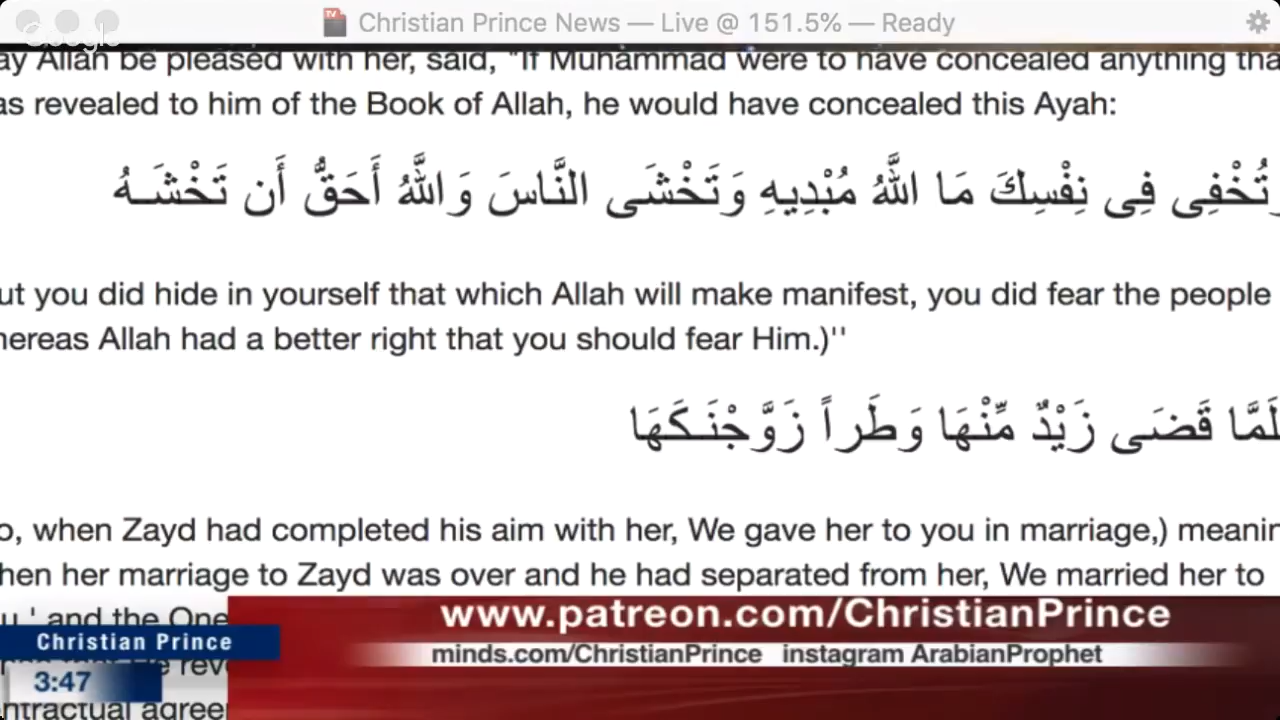 Christian Prince News — Live @ 151.5% — Ready
Google
ay Allah be pleased with her, said, "If Muhammad were to have concealed anything tha
as revealed to him of the Book of Allah, he would have concealed this Ayah:
تُخْفِى فِى نِفْسِكَ مَا اللَّهُ مُبْدِيهِ وَتَخْشَى النَّاسَ وَاللَّهُ أَحَقُّ أَن تَخْشَـهُ
ut you did hide in yourself that which Allah will make manifest, you did fear the people
hereas Allah had a better right that you should fear Him.)''
لَمَّا قَضَى زَيْدٌ مِّنْهَا وَطَراً زَوَّجْنَـكَهَا
o, when Zayd had completed his aim with her, We gave her to you in marriage,) meanin
hen her marriage to Zayd was over and he had separated from her, We married her to
u.' and the One
www.patreon.com/ChristianPrince
Christian Prince
minds.com/ChristianPrince instagram ArabianProphet
3:47
ntractual agree